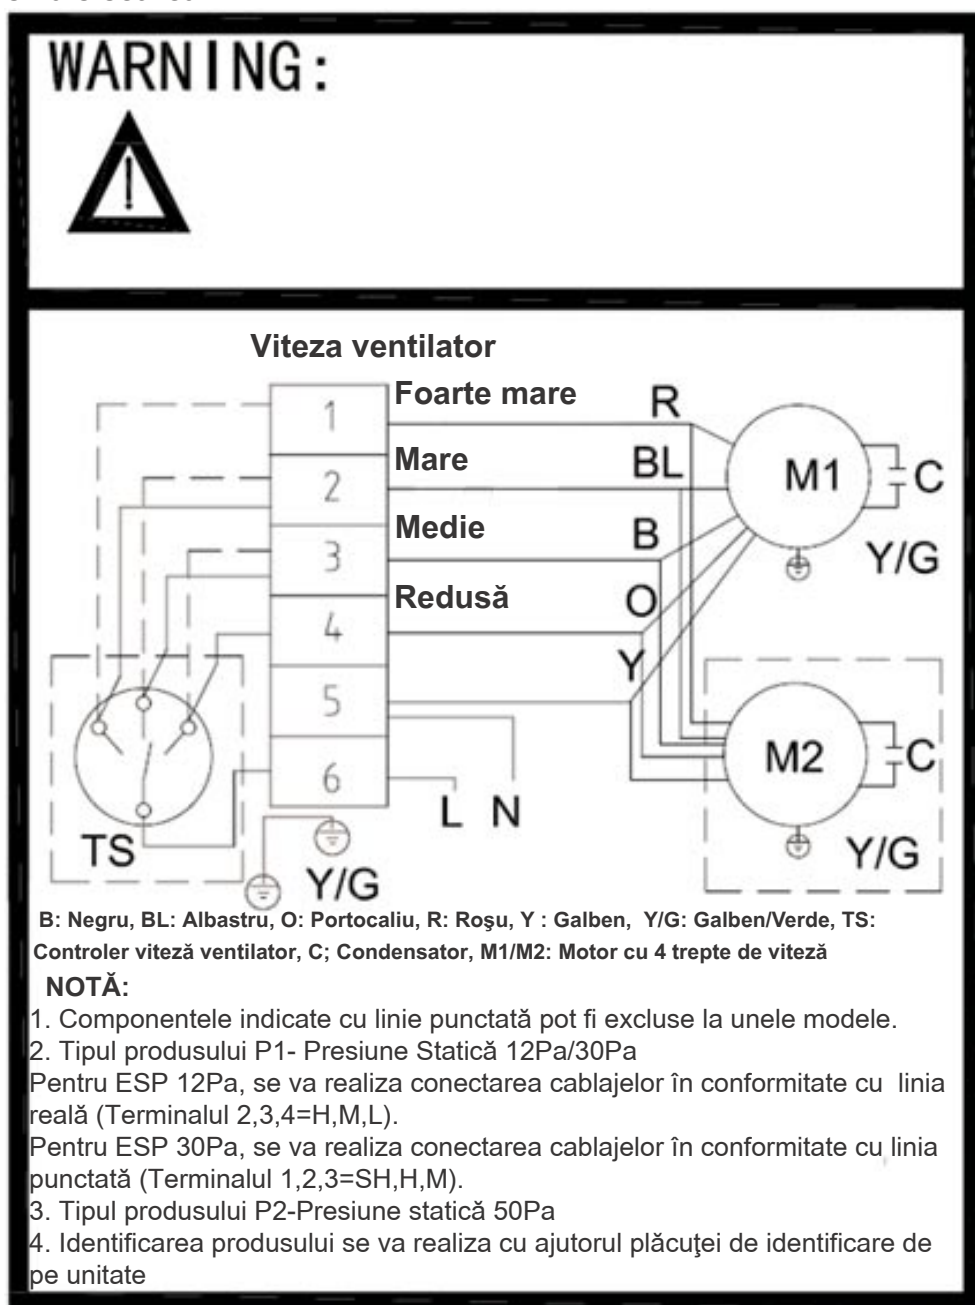 WARNING:
Viteza ventilator
Foarte mare
R
1
M1
C
Mare
BL
2
Medie
B
3
Y/G
Redusă
O
4
Y
5
M2
C
6
L N
TS
Y/G
Y/G
B: Negru, BL: Albastru, O: Portocaliu, R: Roşu, Y : Galben, Y/G: Galben/Verde, TS:
Controler viteză ventilator, C; Condensator, M1/M2: Motor cu 4 trepte de viteză
NOTĂ:
1. Componentele indicate cu linie punctată pot fi excluse la unele modele.
2. Tipul produsului P1- Presiune Statică 12Pa/30Pa
Pentru ESP 12Pa, se va realiza conectarea cablajelor în conformitate cu linia
reală (Terminalul 2,3,4=H,M,L).
Pentru ESP 30Pa, se va realiza conectarea cablajelor în conformitate cu linia
punctată (Terminalul 1,2,3=SH,H,M).
3. Tipul produsului P2-Presiune statică 50Pa
4. Identificarea produsului se va realiza cu ajutorul plăcuţei de identificare de
pe unitate